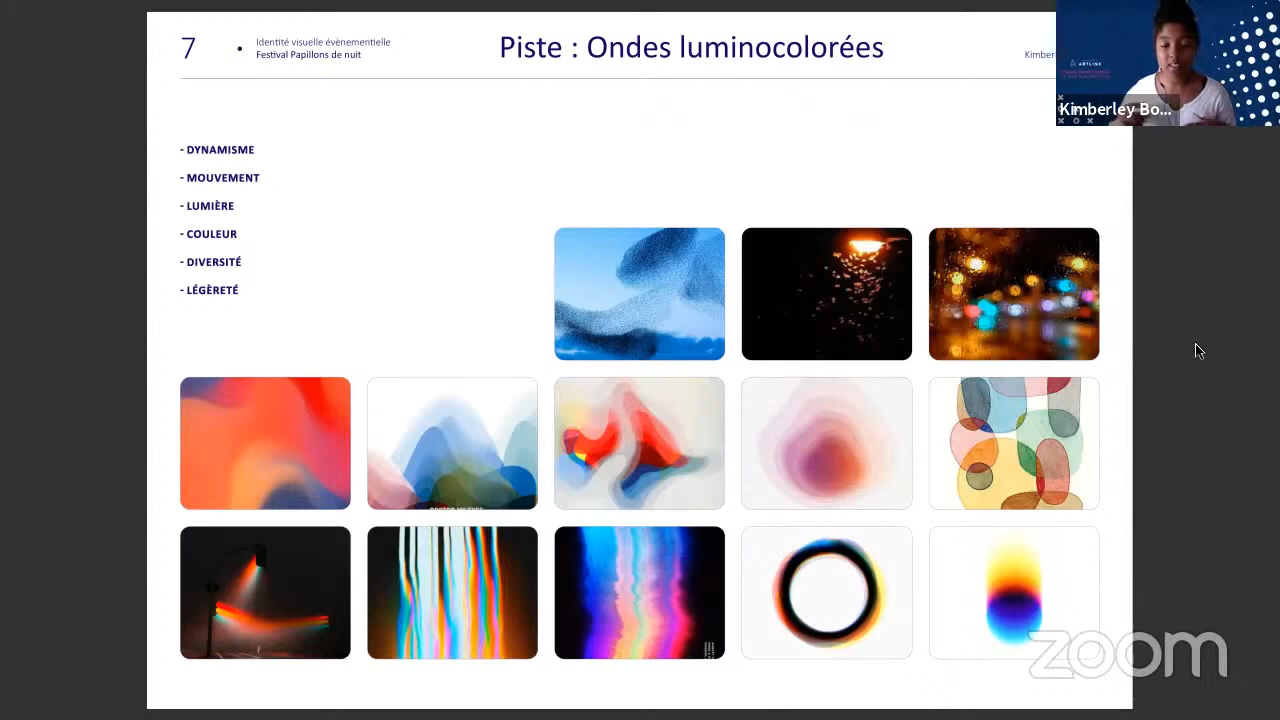 7
•
Identité visuelle évènementielle
Festival Papillons de nuit
Piste : Ondes luminocolorées
Kimber
ARTLINE
Kimberley Bo...
- DYNAMISME
- MOUVEMENT
- LUMIÈRE
- COULEUR
- DIVERSITÉ
- LÉGÈRETÉ
zoom